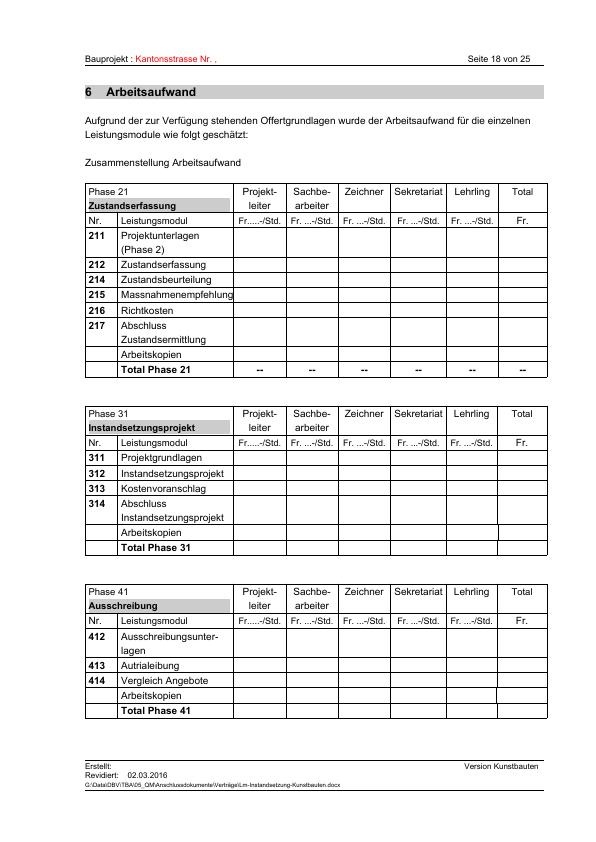 Bauprojekt : Kantonsstrasse Nr. , Seite 18 von 25
6 Arbeitsaufwand
Aufgrund der zur Verfügung stehenden Offertgrundlagen wurde der Arbeitsaufwand für die einzelnen
Leistungsmodule wie folgt geschätzt:
Zusammenstellung Arbeitsaufwand
Phase 21 Projekt- Sachbe- Zeichner Sekretariat Lehrling Total
Zustandserfassung leiter arbeiter
Nr. Leistungsmodul Fr.....-/Std. Fr. ...-/Std. Fr. ...-/Std. Fr. ...-/Std. Fr. ...-/Std. Fr.
211 Projektunterlagen
(Phase 2)
212 Zustandserfassung
214 Zustandsbeurteilung
215 Massnahmenempfehlung
216 Richtkosten
217 Abschluss
Zustandsermittlung
Arbeitskopien
Total Phase 21 -- -- -- -- -- --
Phase 31 Projekt- Sachbe- Zeichner Sekretariat Lehrling Total
Instandsetzungsprojekt leiter arbeiter
Nr. Leistungsmodul Fr.....-/Std. Fr. ...-/Std. Fr. ...-/Std. Fr. ...-/Std. Fr. ...-/Std. Fr.
311 Projektgrundlagen
312 Instandsetzungsprojekt
313 Kostenvoranschlag
314 Abschluss
Instandsetzungsprojekt
Arbeitskopien
Total Phase 31
Phase 41 Projekt- Sachbe- Zeichner Sekretariat Lehrling Total
Ausschreibung leiter arbeiter
Nr. Leistungsmodul Fr.....-/Std. Fr. ...-/Std. Fr. ...-/Std. Fr. ...-/Std. Fr. ...-/Std. Fr.
412 Ausschreibungsunter-
lagen
413 Autrialeibung
414 Vergleich Angebote
Arbeitskopien
Total Phase 41
Erstellt: Version Kunstbauten
Revidiert: 02.03.2016
G:\Data\DBV\TBA\05_QM\Anschlussdokumente\Verträge\Lm-Instandsetzung-Kunstbauten.docx